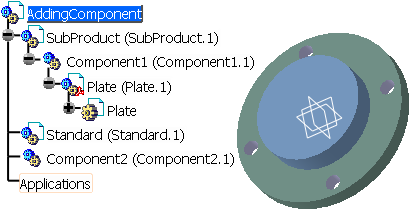 AddingComponent
SubProduct (SubProduct.1)
Component1 (Component1.1)
Plate (Plate.1)
Plate
Standard (Standard.1)
Component2 (Component2.1)
Applications